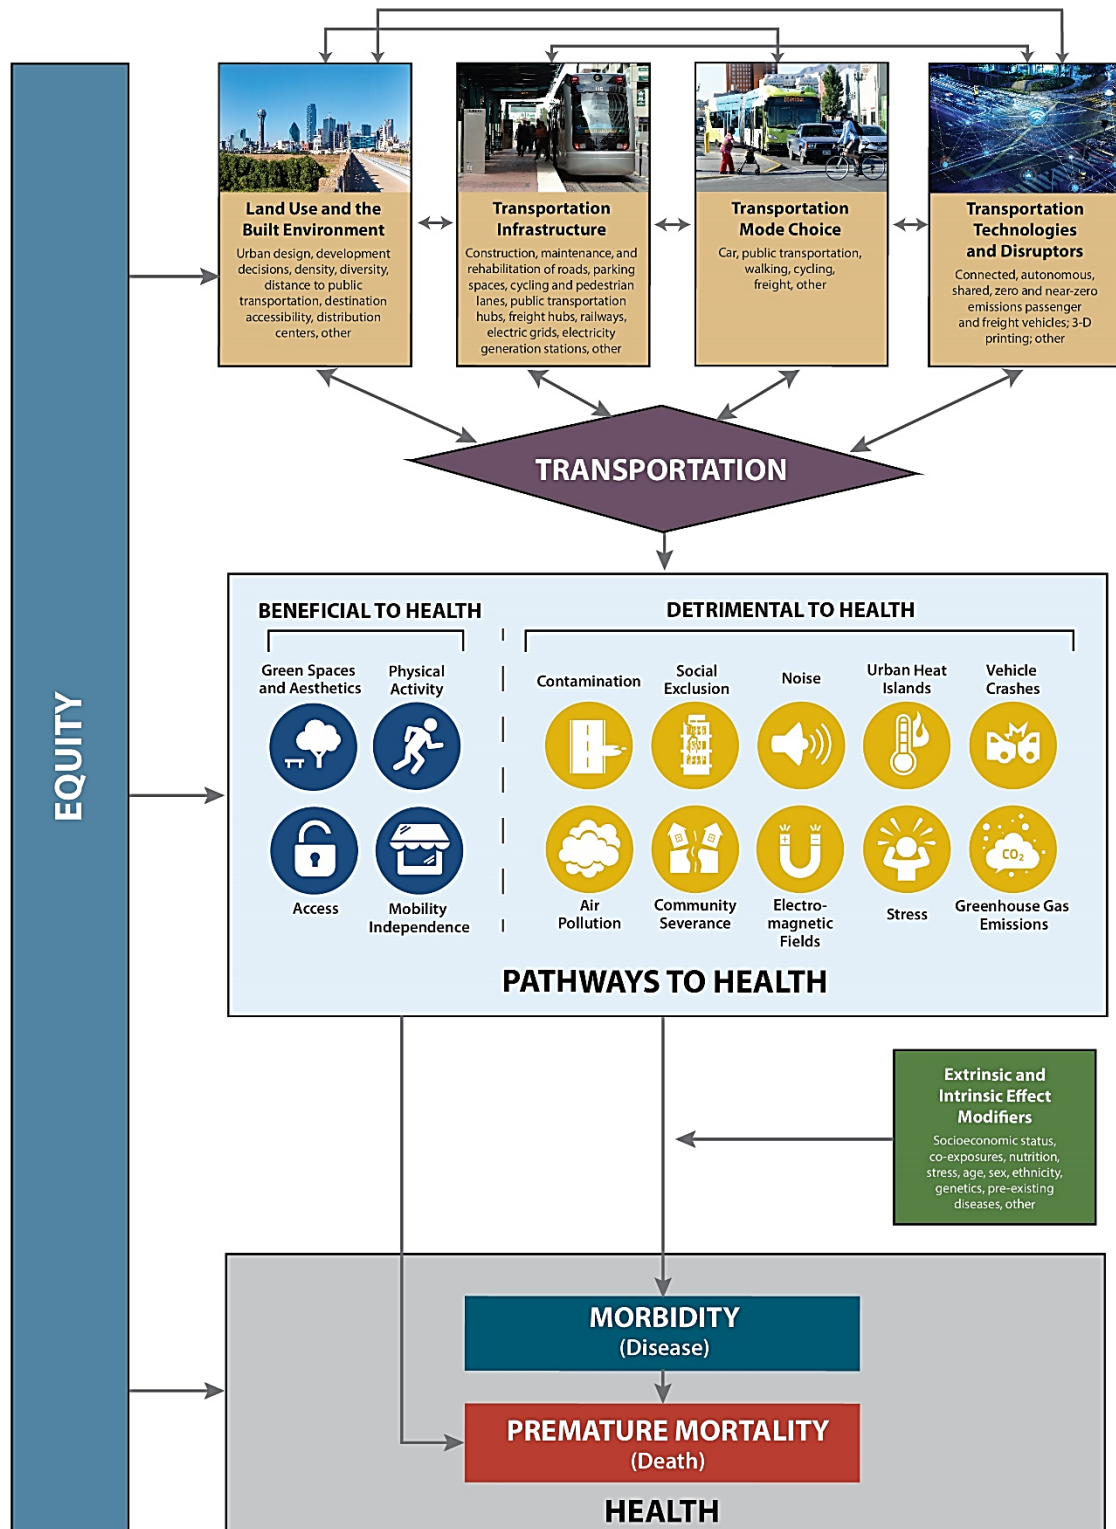 EQUITY
Land Use and the
Built Environment
Urban design, development
decisions, density, diversity,
distance to public
transportation, destination
accessibility, distribution
centers, other
Transportation
Infrastructure
Construction, maintenance, and
rehabilitation of roads, parking
spaces, cycling and pedestrian
lanes, public transportation
hubs, freight hubs, railways,
electric grids, electricity
generation stations, other
Transportation
Mode Choice
Car, public transportation,
walking, cycling,
freight, other
Transportation
Technologies
and Disruptors
Connected, autonomous,
shared, zero and near-zero
emissions passenger
and freight vehicles; 3-D
printing; other
TRANSPORTATION
BENEFICIAL TO HEALTH
Green Spaces
and Aesthetics
Physical
Activity
Access
Mobility
Independence
DETRIMENTAL TO HEALTH
Contamination
Social
Exclusion
Noise
Urban Heat
Islands
Vehicle
Crashes
CO₂
Air
Pollution
Community
Severance
Electro-
magnetic
Fields
Stress
Greenhouse Gas
Emissions
PATHWAYS TO HEALTH
Extrinsic and
Intrinsic Effect
Modifiers
Socioeconomic status,
co-exposures, nutrition,
stress, age, sex, ethnicity,
genetics, pre-existing
diseases, other
MORBIDITY
(Disease)
PREMATURE MORTALITY
(Death)
HEALTH